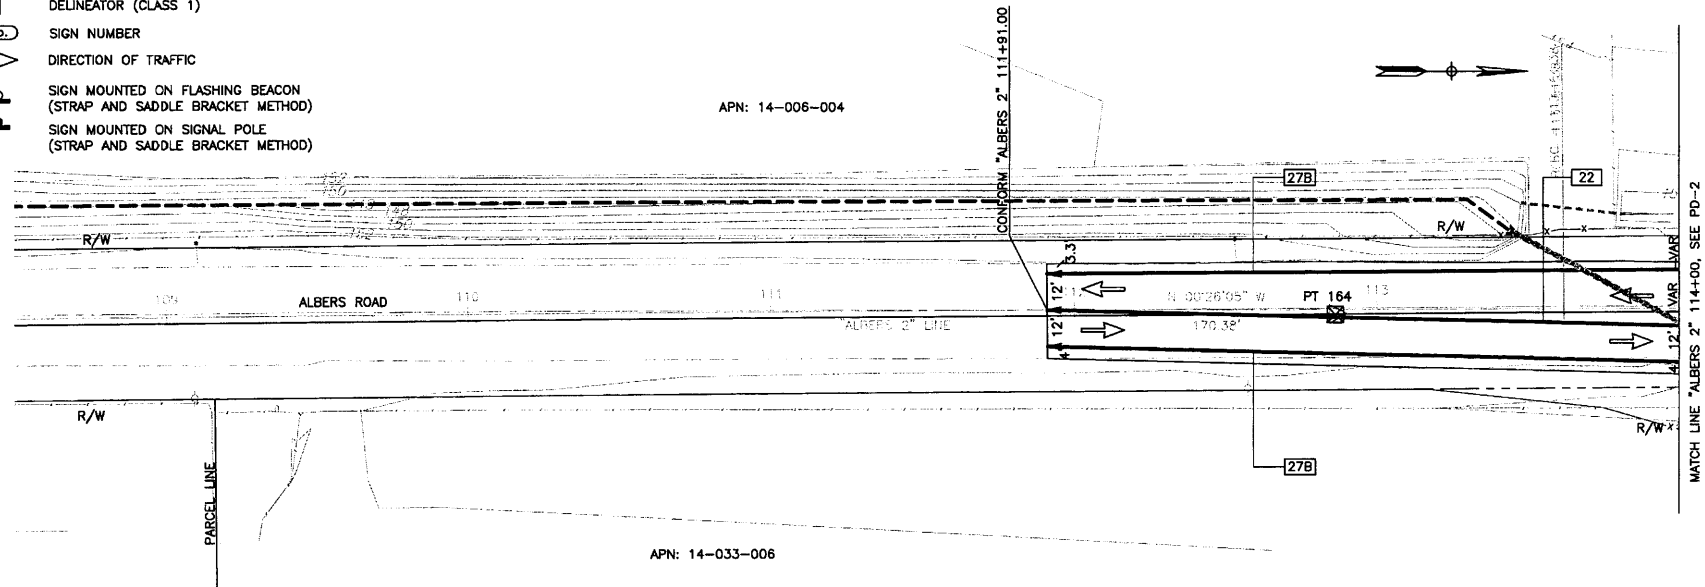 DELINEATOR (CLASS 1)
SIGN NUMBER
DIRECTION OF TRAFFIC
SIGN MOUNTED ON FLASHING BEACON
(STRAP AND SADDLE BRACKET METHOD)
SIGN MOUNTED ON SIGNAL POLE
(STRAP AND SADDLE BRACKET METHOD)
APN: 14-006-004
CONFORM "ALBERS 2" 111+91.00
27B
22
R/W
R/W
3.3'
VAR
109
ALBERS ROAD
110
111
12'
N 00°26'05" W
PT 164
113
VAR
"ALBERS 2" LINE
12'
170.38'
12'
4'
4'
R/W
R/W
27B
PARCEL LINE
APN: 14-033-006
MATCH LINE "ALBERS 2" 114+00, SEE PD-2